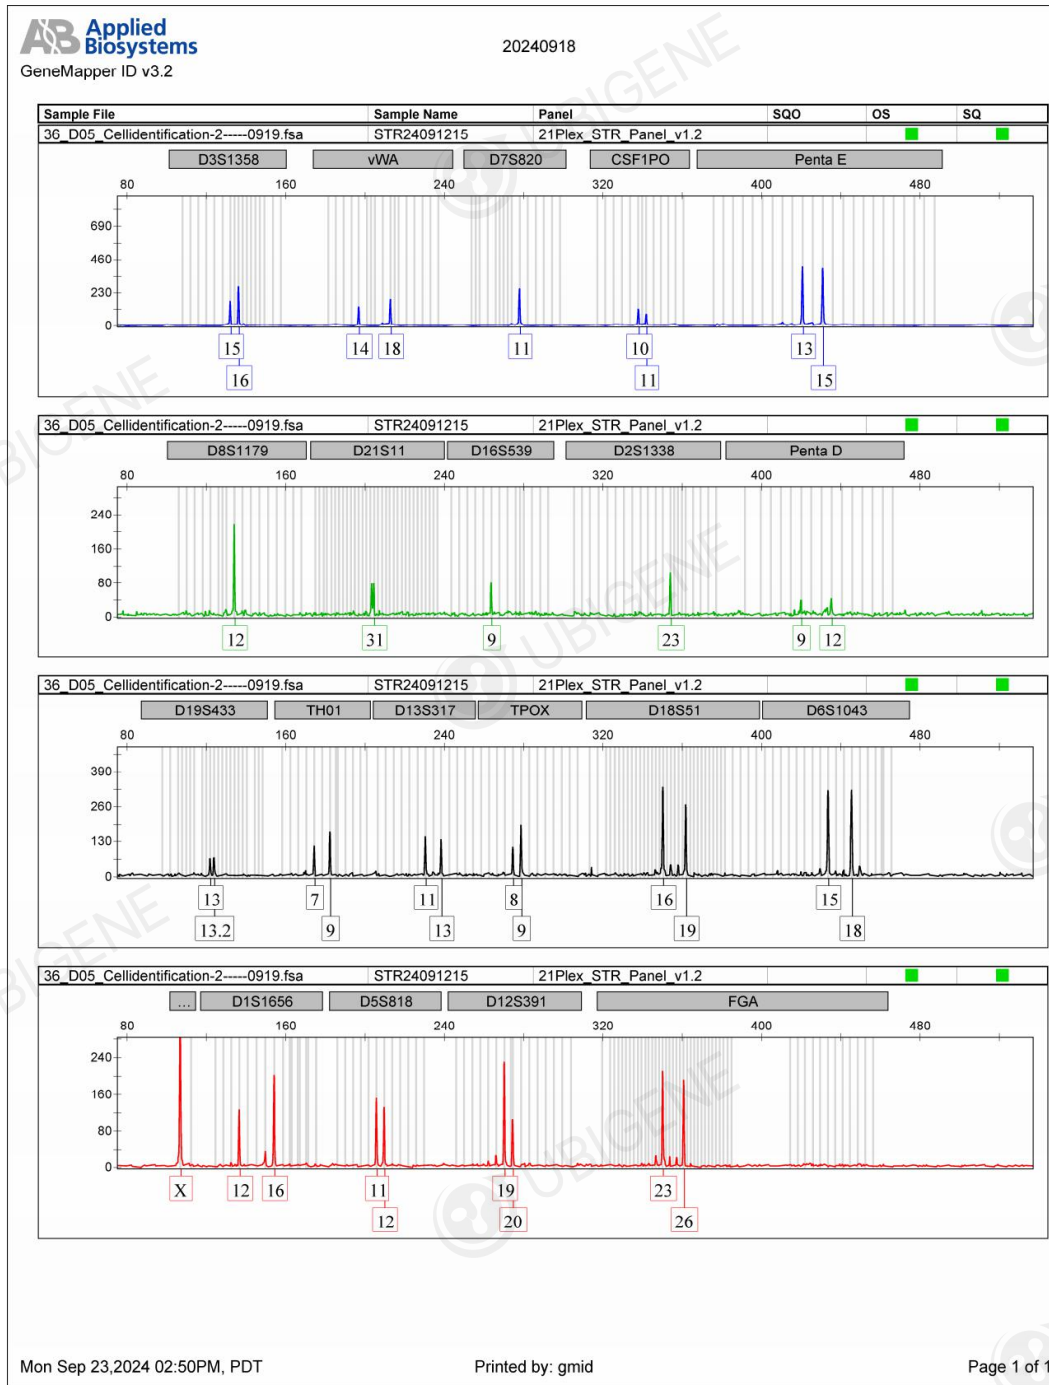 AB Applied
Biosystems
20240918
GeneMapper ID v3.2
Sample File Sample Name Panel SQO OS SQ
36_D05_Cellidentification-2-----0919.fsa STR24091215 21Plex_STR_Panel_v1.2
D3S1358 vWA D7S820 CSF1PO Penta E
80 160 240 320 400 480
690
460
230
0
15 14 18 11 10 13
16 11 15
36_D05_Cellidentification-2-----0919.fsa STR24091215 21Plex_STR_Panel_v1.2
D8S1179 D21S11 D16S539 D2S1338 Penta D
80 160 240 320 400 480
240
160
80
0
12 31 9 23 9 12
36_D05_Cellidentification-2-----0919.fsa STR24091215 21Plex_STR_Panel_v1.2
D19S433 TH01 D13S317 TPOX D18S51 D6S1043
80 160 240 320 400 480
390
260
130
0
13 7 11 8 16 15
13.2 9 13 9 19 18
36_D05_Cellidentification-2-----0919.fsa STR24091215 21Plex_STR_Panel_v1.2
... D1S1656 D5S818 D12S391 FGA
80 160 240 320 400 480
240
160
80
0
X 12 16 11 19 23
12 20 26
Mon Sep 23,2024 02:50PM, PDT Printed by: gmid Page 1 of 1
UBIGENE
UBIGENE
UBIGENE
UBIGENE
UBIGENE
UBIGENE